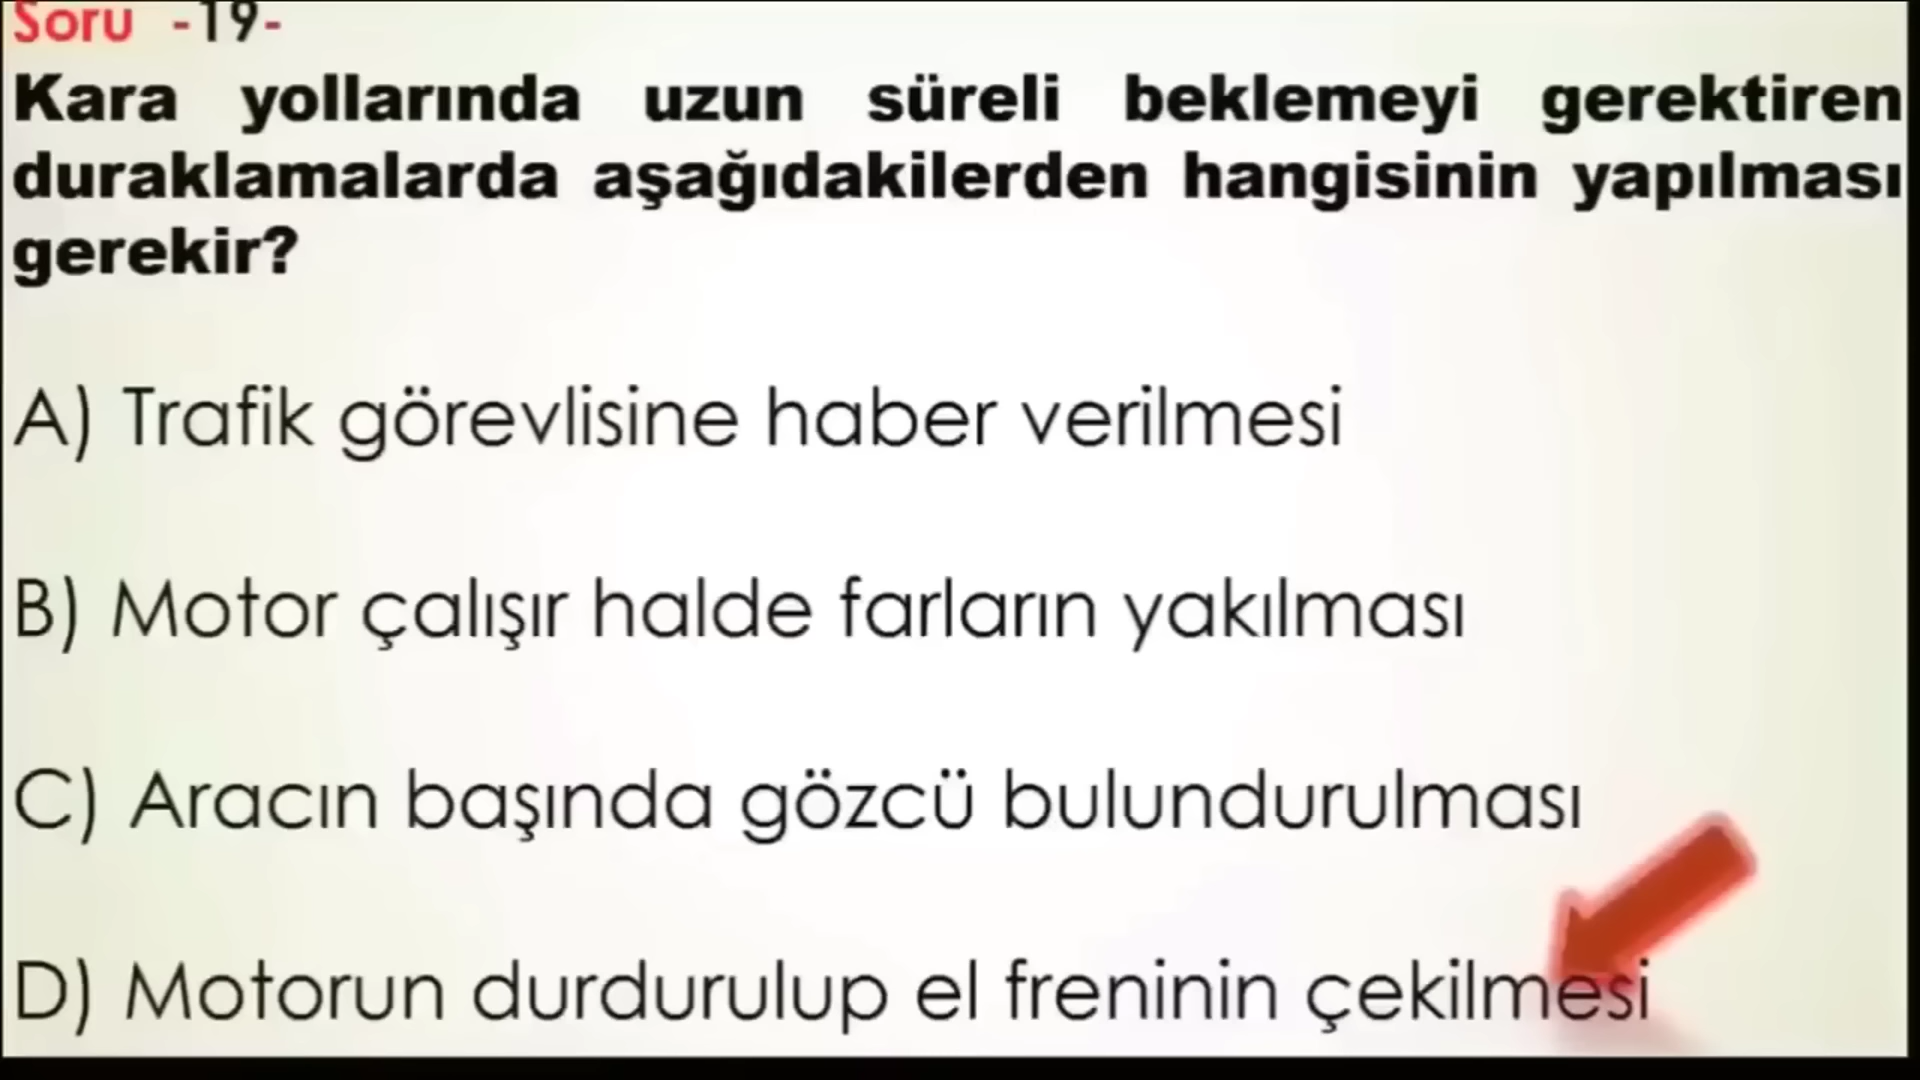 Soru -19-
Kara yollarında uzun süreli beklemeyi gerektiren
duraklamalarda aşağıdakilerden hangisinin yapılması
gerekir?
A) Trafik görevlisine haber verilmesi
B) Motor çalışır halde farların yakılması
C) Aracın başında gözcü bulundurulması
D) Motorun durdurulup el freninin çekilmesi